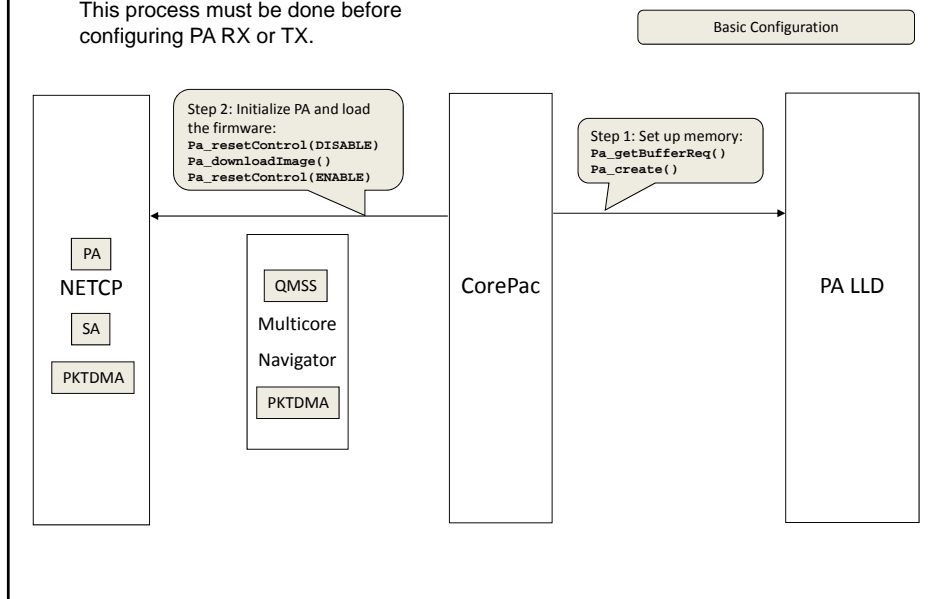 This process must be done before
configuring PA RX or TX.
Basic Configuration
Step 2: Initialize PA and load
the firmware:
Pa_resetControl(DISABLE)
Pa_downloadImage()
Pa_resetControl(ENABLE)
Step 1: Set up memory:
Pa_getBufferReq()
Pa_create()
PA
NETCP
SA
PKTDMA
QMSS
Multicore
Navigator
PKTDMA
CorePac
PA LLD